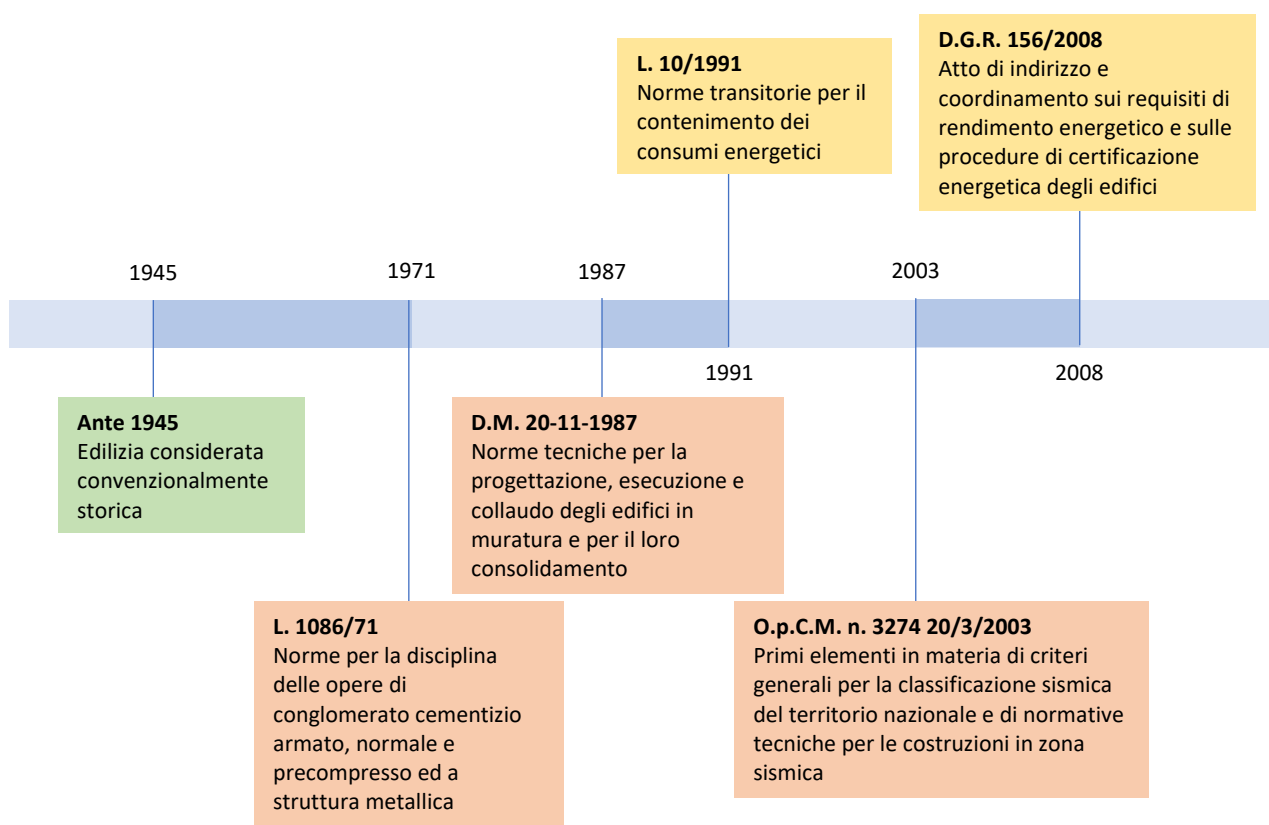 L. 10/1991
Norme transitorie per il
contenimento dei
consumi energetici
D.G.R. 156/2008
Atto di indirizzo e
coordinamento sui requisiti di
rendimento energetico e sulle
procedure di certificazione
energetica degli edifici
1945
1971
1987
2003
1991
2008
Ante 1945
Edilizia considerata
convenzionalmente
storica
D.M. 20-11-1987
Norme tecniche per la
progettazione, esecuzione e
collaudo degli edifici in
muratura e per il loro
consolidamento
L. 1086/71
Norme per la disciplina
delle opere di
conglomerato cementizio
armato, normale e
precompresso ed a
struttura metallica
O.p.C.M. n. 3274 20/3/2003
Primi elementi in materia di criteri
generali per la classificazione sismica
del territorio nazionale e di normative
tecniche per le costruzioni in zona
sismica